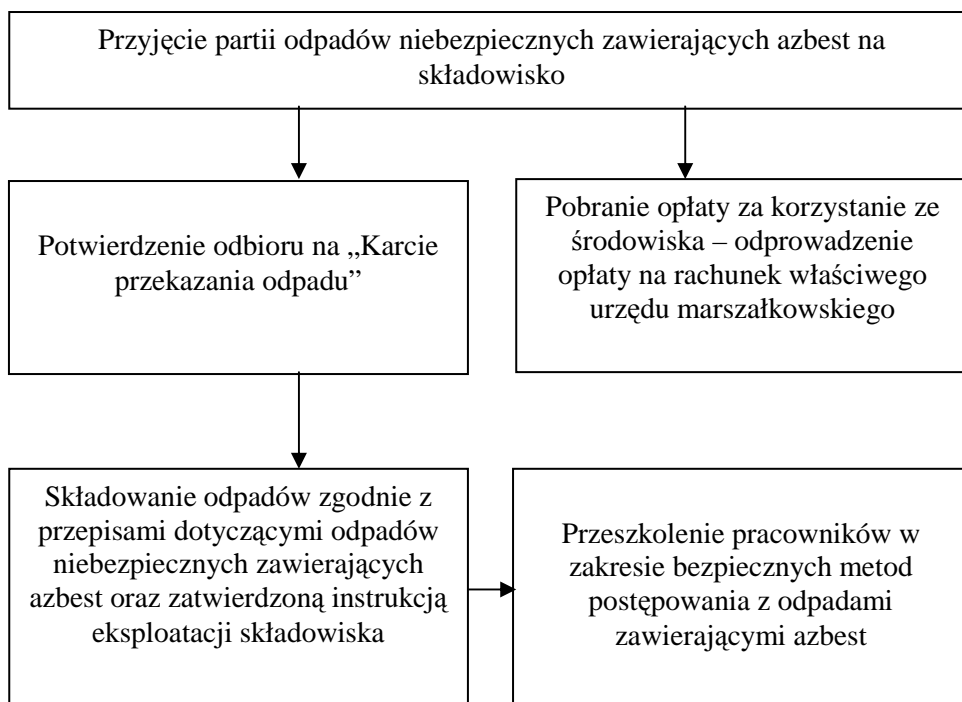 Przyjęcie partii odpadów niebezpiecznych zawierających azbest na
składowisko
Potwierdzenie odbioru na „Karcie
przekazania odpadu”
Pobranie opłaty za korzystanie ze
środowiska – odprowadzenie
opłaty na rachunek właściwego
urzędu marszałkowskiego
Składowanie odpadów zgodnie z
przepisami dotyczącymi odpadów
niebezpiecznych zawierających
azbest oraz zatwierdzoną instrukcją
eksploatacji składowiska
Przeszkolenie pracowników w
zakresie bezpiecznych metod
postępowania z odpadami
zawierającymi azbest